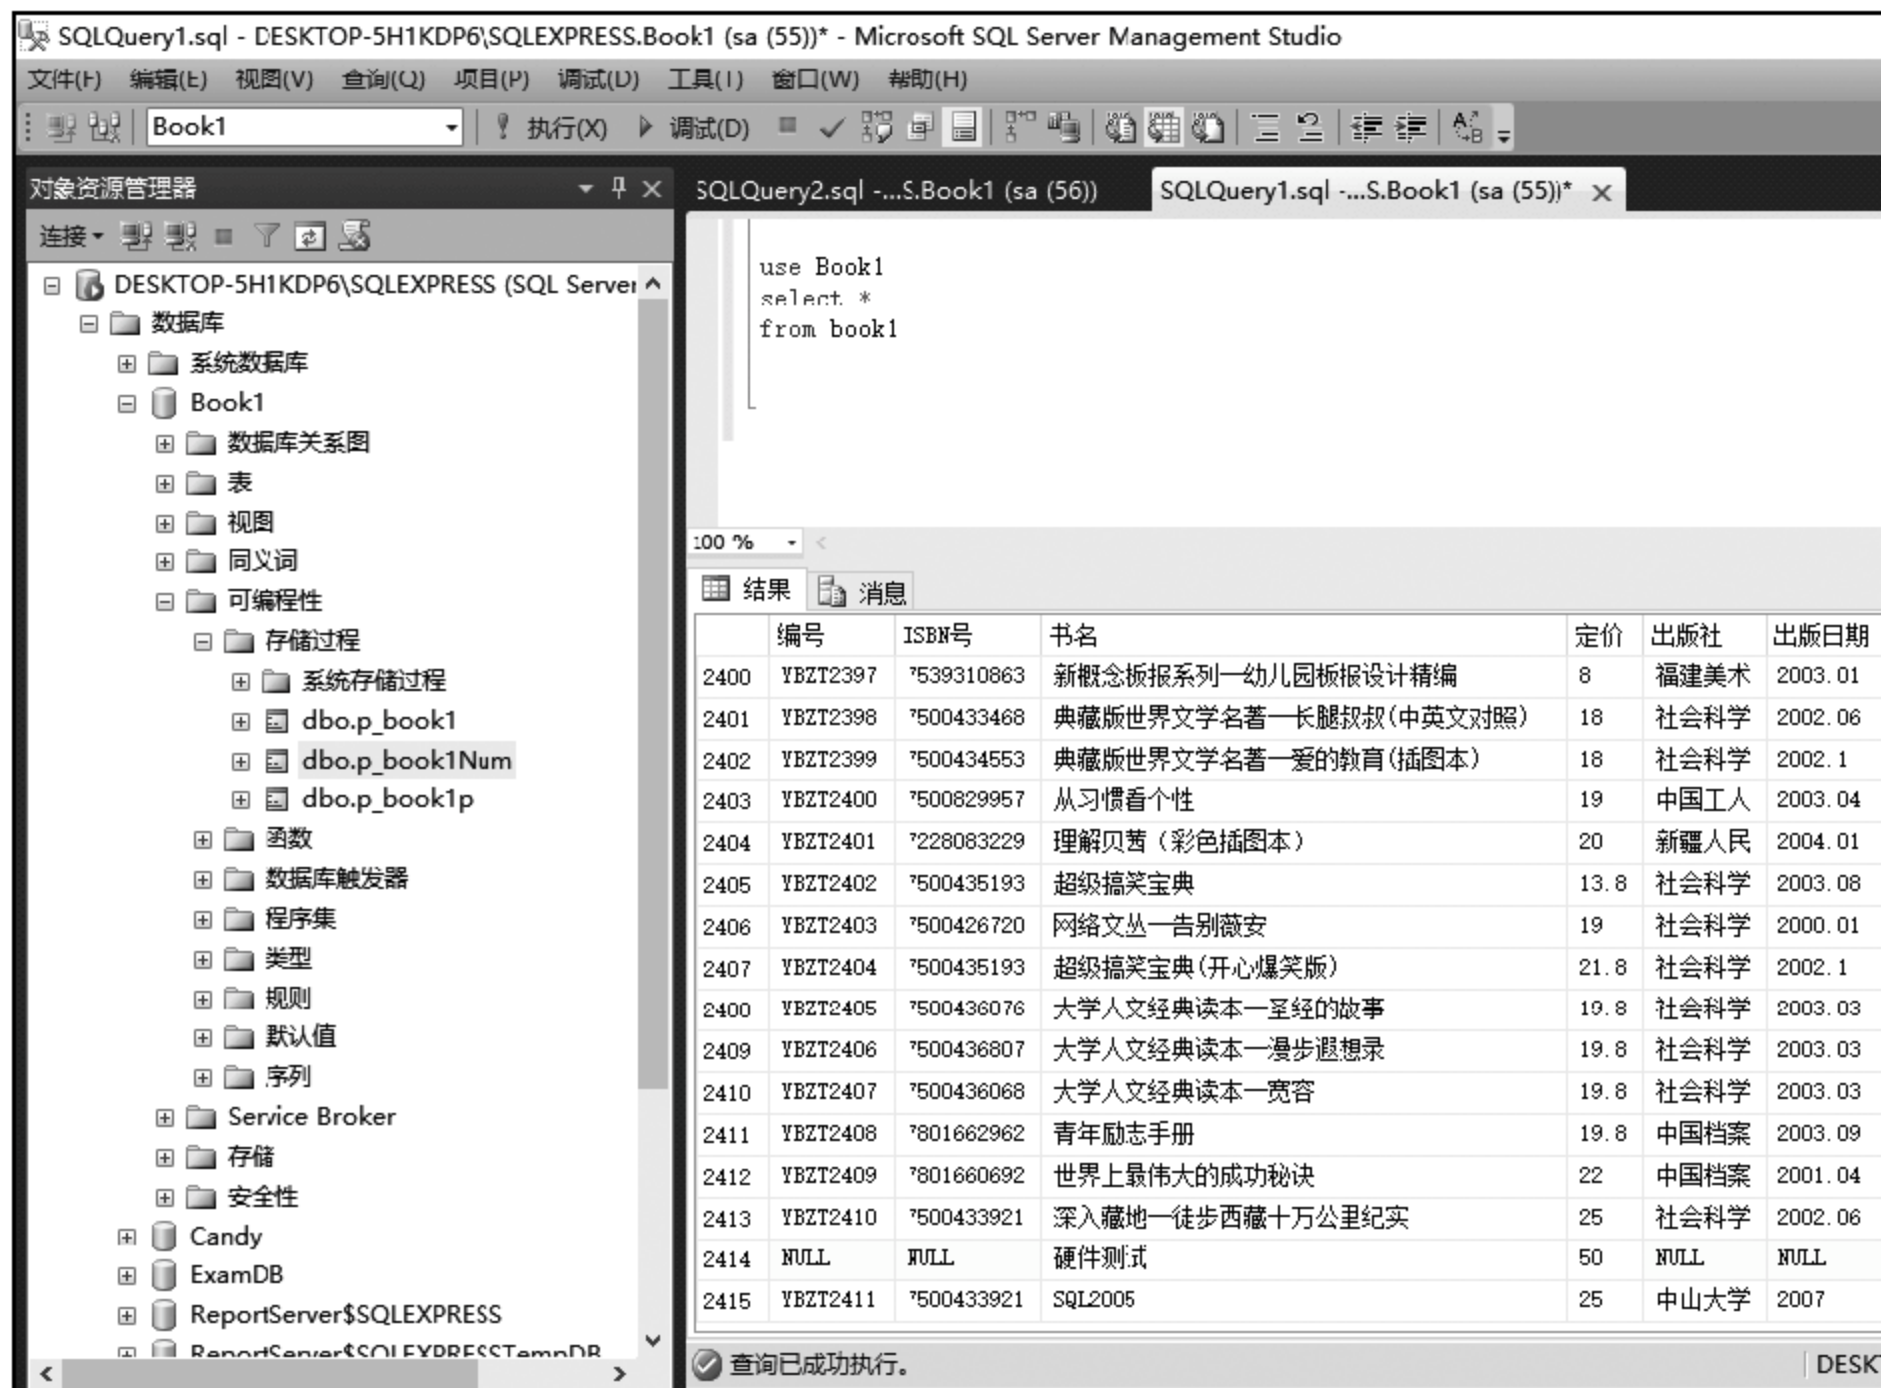 SQLQuery1.sql - DESKTOP-5H1KDP6\SQLEXPRESS.Book1 (sa (55))* - Microsoft SQL Server Management Studio
文件(F) 编辑(E) 视图(V) 查询(Q) 项目(P) 调试(D) 工具(T) 窗口(W) 帮助(H)
Book1 执行(X) 调试(D)
对象资源管理器
连接
DESKTOP-5H1KDP6\SQLEXPRESS (SQL Server
数据库
系统数据库
Book1
数据库关系图
表
视图
同义词
可编程性
存储过程
系统存储过程
dbo.p_book1
dbo.p_book1Num
dbo.p_book1p
函数
数据库触发器
程序集
类型
规则
默认值
序列
Service Broker
存储
安全性
Candy
ExamDB
ReportServer$SQLEXPRESS
ReportServer$SQLEXPRESSTempDB
SQLQuery2.sql -...S.Book1 (sa (56)) SQLQuery1.sql -...S.Book1 (sa (55))*
use Book1
select *
from book1
100 %
结果 消息
编号 ISBN号 书名 定价 出版社 出版日期
2400 YBZT2397 7539310863 新概念板报系列—幼儿园板报设计精编 8 福建美术 2003.01
2401 YBZT2398 7500433468 典藏版世界文学名著—长腿叔叔(中英文对照) 18 社会科学 2002.06
2402 YBZT2399 7500434553 典藏版世界文学名著—爱的教育(插图本) 18 社会科学 2002.1
2403 YBZT2400 7500829957 从习惯看个性 19 中国工人 2003.04
2404 YBZT2401 7228083229 理解贝茜（彩色插图本） 20 新疆人民 2004.01
2405 YBZT2402 7500435193 超级搞笑宝典 13.8 社会科学 2003.08
2406 YBZT2403 7500426720 网络文丛—告别薇安 19 社会科学 2000.01
2407 YBZT2404 7500435193 超级搞笑宝典(开心爆笑版) 21.8 社会科学 2002.1
2400 YBZT2405 7500436076 大学人文经典读本—圣经的故事 19.8 社会科学 2003.03
2409 YBZT2406 7500436807 大学人文经典读本—漫步遐想录 19.8 社会科学 2003.03
2410 YBZT2407 7500436068 大学人文经典读本—宽容 19.8 社会科学 2003.03
2411 YBZT2408 7801662962 青年励志手册 19.8 中国档案 2003.09
2412 YBZT2409 7801660692 世界上最伟大的成功秘诀 22 中国档案 2001.04
2413 YBZT2410 7500433921 深入藏地—徒步西藏十万公里纪实 25 社会科学 2002.06
2414 NULL NULL 硬件测试 50 NULL NULL
2415 YBZT2411 7500433921 SQL2005 25 中山大学 2007
查询已成功执行。 DESK